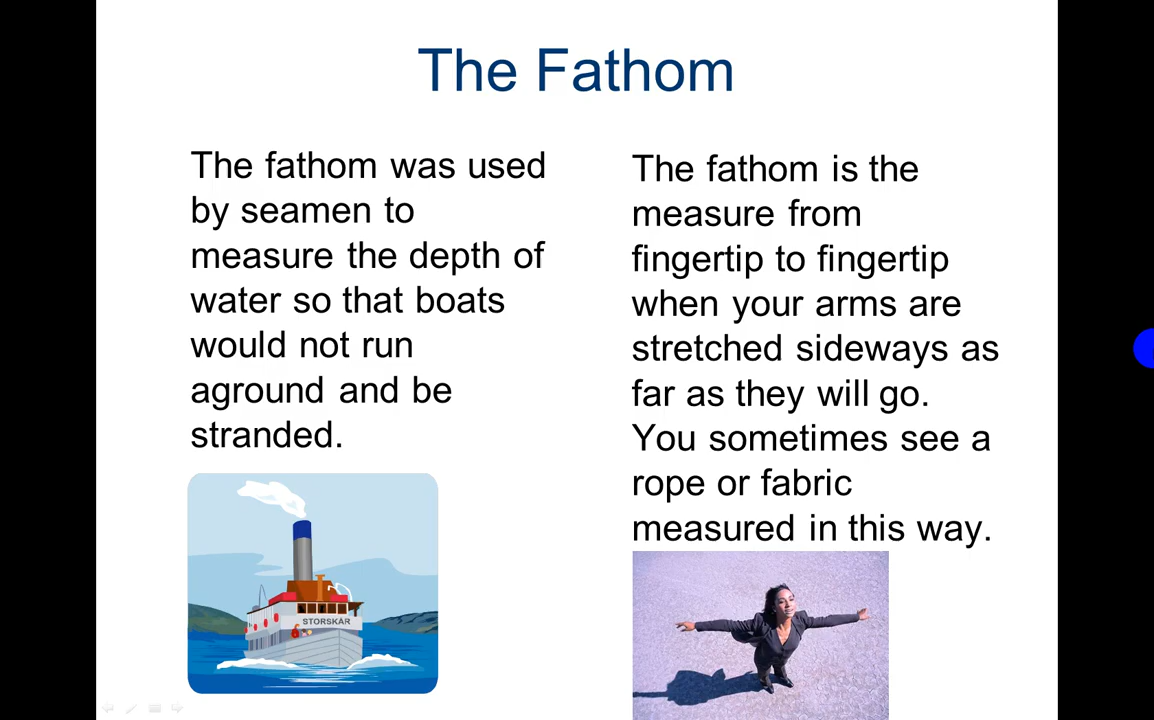 The Fathom
The fathom was used
by seamen to
measure the depth of
water so that boats
would not run
aground and be
stranded.
The fathom is the
measure from
fingertip to fingertip
when your arms are
stretched sideways as
far as they will go.
You sometimes see a
rope or fabric
measured in this way.
STORSKÄR